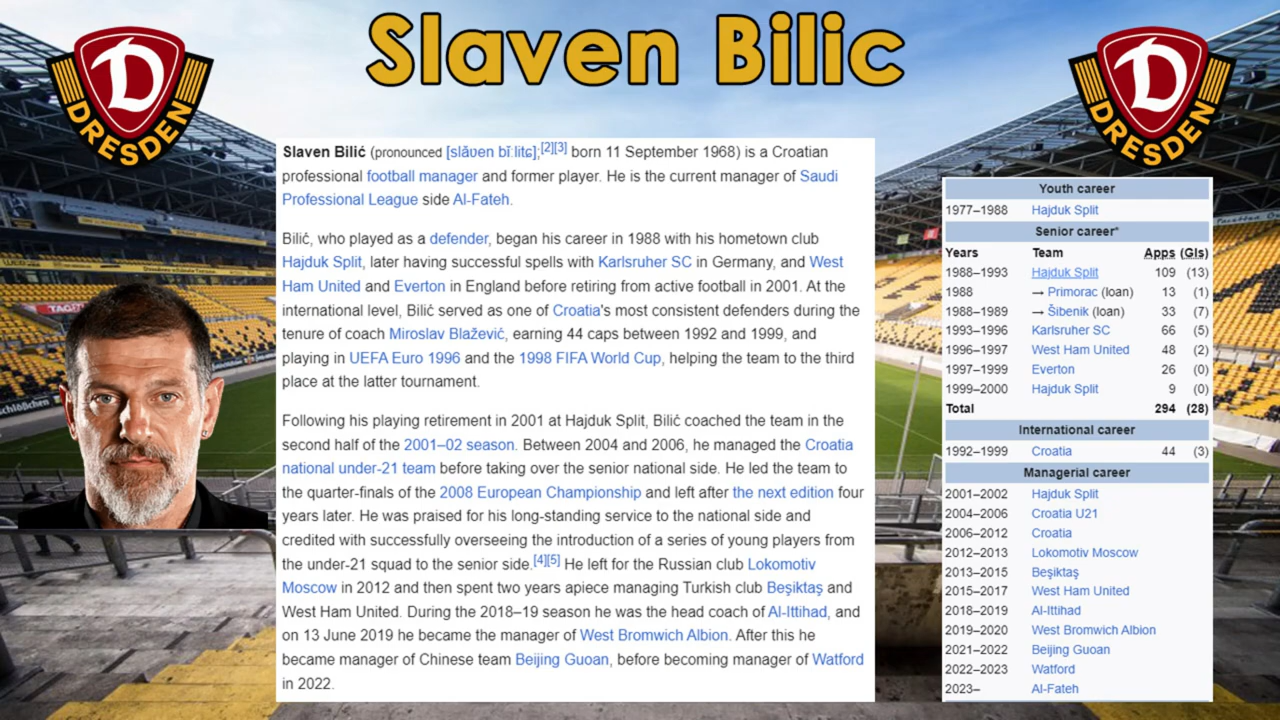 Slaven Bilic
D
DRESDEN
D
DRESDEN
Slaven Bilić (pronounced [slǎʋen bǐːlitɕ];[2][3] born 11 September 1968) is a Croatian
professional football manager and former player. He is the current manager of Saudi
Professional League side Al-Fateh.
Bilić, who played as a defender, began his career in 1988 with his hometown club
Hajduk Split, later having successful spells with Karlsruher SC in Germany, and West
Ham United and Everton in England before retiring from active football in 2001. At the
international level, Bilić served as one of Croatia's most consistent defenders during the
tenure of coach Miroslav Blažević, earning 44 caps between 1992 and 1999, and
playing in UEFA Euro 1996 and the 1998 FIFA World Cup, helping the team to the third
place at the latter tournament.
Following his playing retirement in 2001 at Hajduk Split, Bilić coached the team in the
second half of the 2001–02 season. Between 2004 and 2006, he managed the Croatia
national under-21 team before taking over the senior national side. He led the team to
the quarter-finals of the 2008 European Championship and left after the next edition four
years later. He was praised for his long-standing service to the national side and
credited with successfully overseeing the introduction of a series of young players from
the under-21 squad to the senior side.[4][5] He left for the Russian club Lokomotiv
Moscow in 2012 and then spent two years apiece managing Turkish club Beşiktaş and
West Ham United. During the 2018–19 season he was the head coach of Al-Ittihad, and
on 13 June 2019 he became the manager of West Bromwich Albion. After this he
became manager of Chinese team Beijing Guoan, before becoming manager of Watford
in 2022.
Youth career
1977–1988 Hajduk Split
Senior career*
Years Team Apps (Gls)
1988–1993 Hajduk Split 109 (13)
1988 → Primorac (loan) 13 (1)
1988–1989 → Šibenik (loan) 33 (7)
1993–1996 Karlsruher SC 66 (5)
1996–1997 West Ham United 48 (2)
1997–1999 Everton 26 (0)
1999–2000 Hajduk Split 9 (0)
Total 294 (28)
International career
1992–1999 Croatia 44 (3)
Managerial career
2001–2002 Hajduk Split
2004–2006 Croatia U21
2006–2012 Croatia
2012–2013 Lokomotiv Moscow
2013–2015 Beşiktaş
2015–2017 West Ham United
2018–2019 Al-Ittihad
2019–2020 West Bromwich Albion
2021–2022 Beijing Guoan
2022–2023 Watford
2023– Al-Fateh